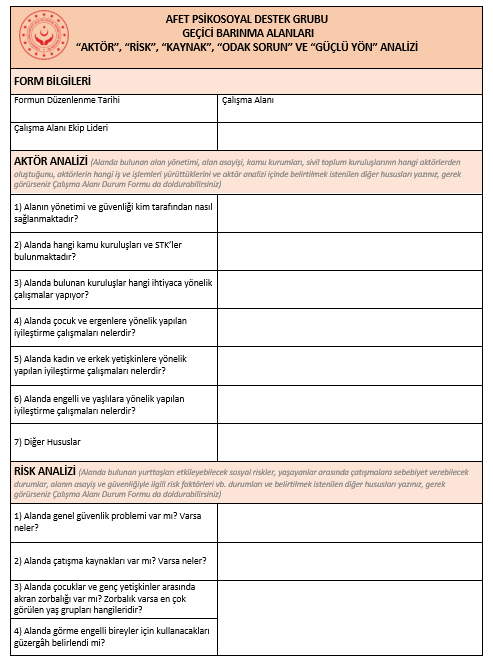 AFET PSİKOSOYAL DESTEK GRUBU
GEÇİCİ BARINMA ALANLARI
“AKTÖR”, “RİSK”, “KAYNAK”, “ODAK SORUN” VE “GÜÇLÜ YÖN” ANALİZİ
FORM BİLGİLERİ
Formun Düzenlenme Tarihi
Çalışma Alanı
Çalışma Alanı Ekip Lideri
AKTÖR ANALİZİ (Alanda bulunan alan yönetimi, alan asayişi, kamu kurumları, sivil toplum kuruluşlarının hangi aktörlerden
oluştuğunu, aktörlerin hangi iş ve işlemleri yürüttüklerini ve aktör analizi içinde belirtilmek istenilen diğer hususları yazınız, gerek
görürseniz Çalışma Alanı Durum Formu da doldurabilirsiniz)
1) Alanın yönetimi ve güvenliği kim tarafından nasıl
sağlanmaktadır?
2) Alanda hangi kamu kuruluşları ve STK’ler
bulunmaktadır?
3) Alanda bulunan kuruluşlar hangi ihtiyaca yönelik
çalışmalar yapıyor?
4) Alanda çocuk ve ergenlere yönelik yapılan
iyileştirme çalışmaları nelerdir?
5) Alanda kadın ve erkek yetişkinlere yönelik
yapılan iyileştirme çalışmaları nelerdir?
6) Alanda engelli ve yaşlılara yönelik yapılan
iyileştirme çalışmaları nelerdir?
7) Diğer Hususlar
RİSK ANALİZİ (Alanda bulunan yurttaşları etkileyebilecek sosyal riskler, yaşayanlar arasında çatışmalara sebebiyet verebilecek
durumlar, alanın asayiş ve güvenliğiyle ilgili risk faktörleri vb. durumları ve belirtilmek istenilen diğer hususları yazınız, gerek
görürseniz Çalışma Alanı Durum Formu da doldurabilirsiniz)
1) Alanda genel güvenlik problemi var mı? Varsa
neler?
2) Alanda çatışma kaynakları var mı? Varsa neler?
3) Alanda çocuklar ve genç yetişkinler arasında
akran zorbalığı var mı? Zorbalık varsa en çok
görülen yaş grupları hangileridir?
4) Alanda görme engelli bireyler için kullanacakları
güzergâh belirlendi mi?